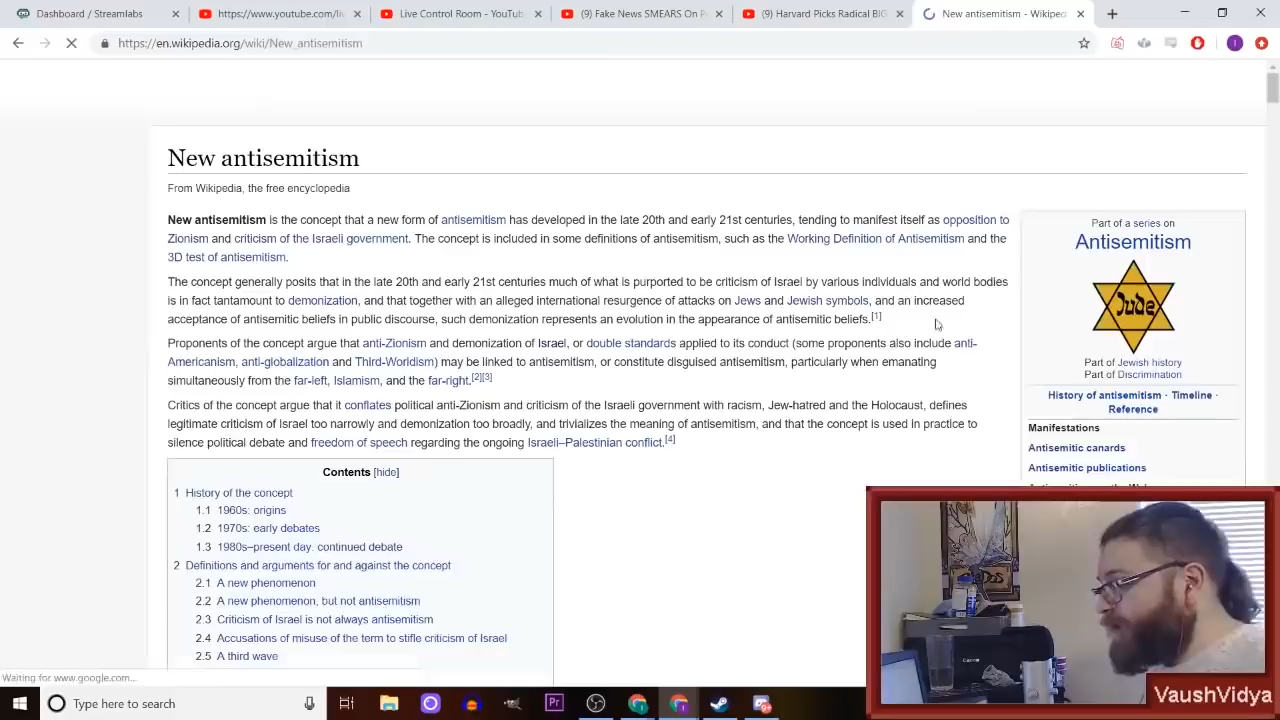 Dashboard / Streamlabs
https://www.youtube.com/liv
Live Control Room - YouTub
(9) Fake News SMEARS On P
(9) Harvard Picks Radical BIG
New antisemitism - Wikiped
https://en.wikipedia.org/wiki/New_antisemitism
New antisemitism
From Wikipedia, the free encyclopedia
New antisemitism is the concept that a new form of antisemitism has developed in the late 20th and early 21st centuries, tending to manifest itself as opposition to
Zionism and criticism of the Israeli government. The concept is included in some definitions of antisemitism, such as the Working Definition of Antisemitism and the
3D test of antisemitism.
The concept generally posits that in the late 20th and early 21st centuries much of what is purported to be criticism of Israel by various individuals and world bodies
is in fact tantamount to demonization, and that together with an alleged international resurgence of attacks on Jews and Jewish symbols, and an increased
acceptance of antisemitic beliefs in public discourse, such demonization represents an evolution in the appearance of antisemitic beliefs.[1]
Proponents of the concept argue that anti-Zionism and demonization of Israel, or double standards applied to its conduct (some proponents also include anti-
Americanism, anti-globalization and Third-Worldism) may be linked to antisemitism, or constitute disguised antisemitism, particularly when emanating
simultaneously from the far-left, Islamism, and the far-right.[2][3]
Critics of the concept argue that it conflates political anti-Zionism and criticism of the Israeli government with racism, Jew-hatred and the Holocaust, defines
legitimate criticism of Israel too narrowly and demonization too broadly, and trivializes the meaning of antisemitism, and that the concept is used in practice to
silence political debate and freedom of speech regarding the ongoing Israeli–Palestinian conflict.[4]
Contents [hide]
1 History of the concept
1.1 1960s: origins
1.2 1970s: early debates
1.3 1980s–present day: continued debate
2 Definitions and arguments for and against the concept
2.1 A new phenomenon
2.2 A new phenomenon, but not antisemitism
2.3 Criticism of Israel is not always antisemitism
2.4 Accusations of misuse of the term to stifle criticism of Israel
2.5 A third wave
Part of a series on
Antisemitism
Jude
Part of Jewish history
Part of Discrimination
History of antisemitism · Timeline ·
Reference
Manifestations
Antisemitic canards
Antisemitic publications
Waiting for www.google.com...
Type here to search
Canon
VaushVidya